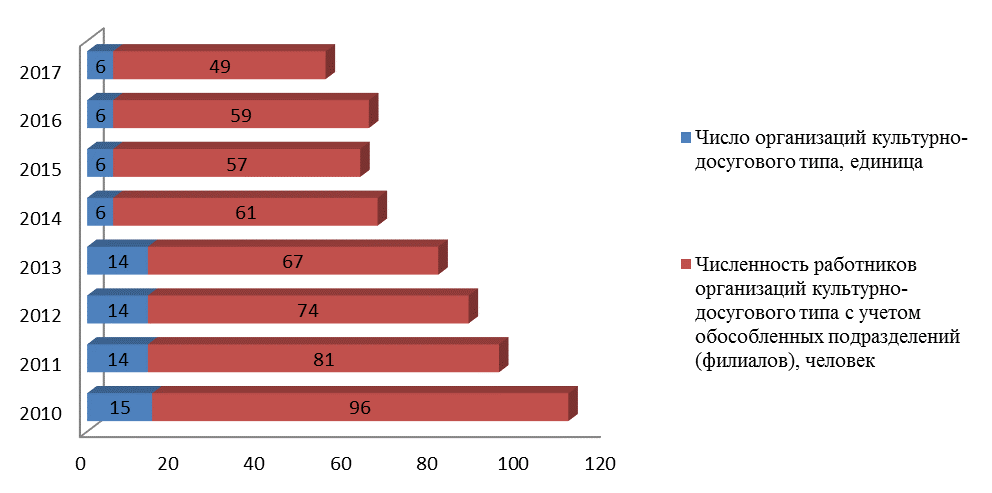 2017 6 49
2016 6 59
2015 6 57
2014 6 61
2013 14 67
2012 14 74
2011 14 81
2010 15 96
0 20 40 60 80 100 120
Число организаций культурно-
досугового типа, единица
Численность работников
организаций культурно-
досугового типа с учетом
обособленных подразделений
(филиалов), человек